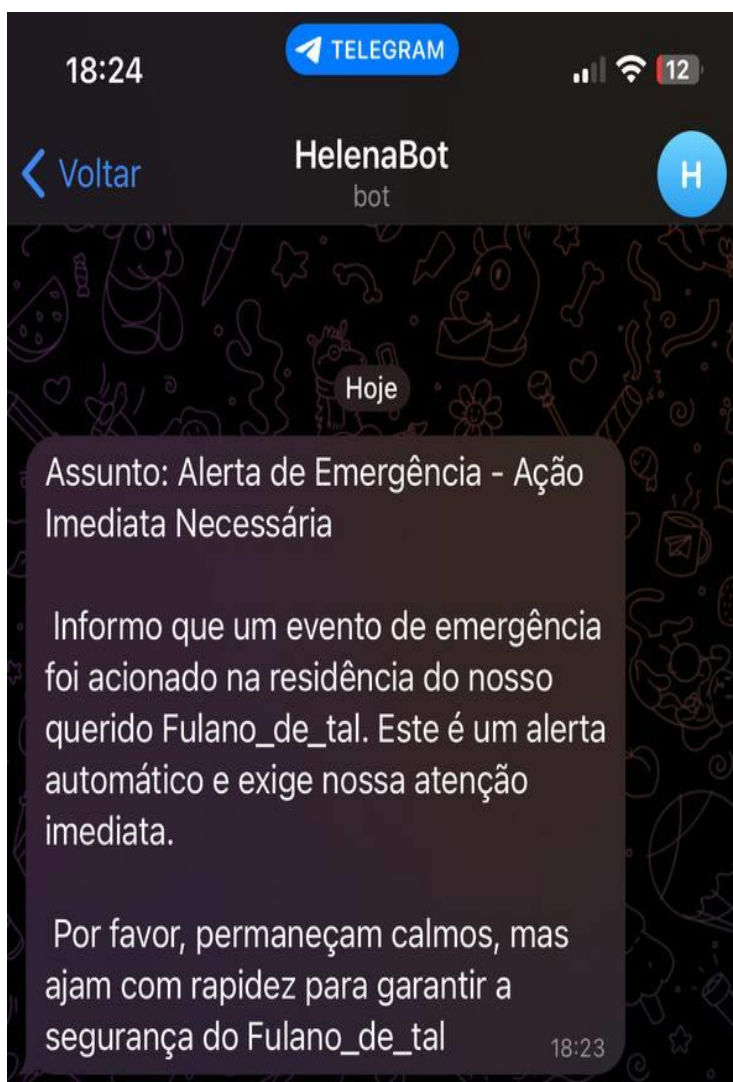 18:24
TELEGRAM
12
Voltar
HelenaBot
bot
H
Hoje
Assunto: Alerta de Emergência - Ação
Imediata Necessária
Informo que um evento de emergência
foi acionado na residência do nosso
querido Fulano_de_tal. Este é um alerta
automático e exige nossa atenção
imediata.
Por favor, permaneçam calmos, mas
ajam com rapidez para garantir a
segurança do Fulano_de_tal
18:23